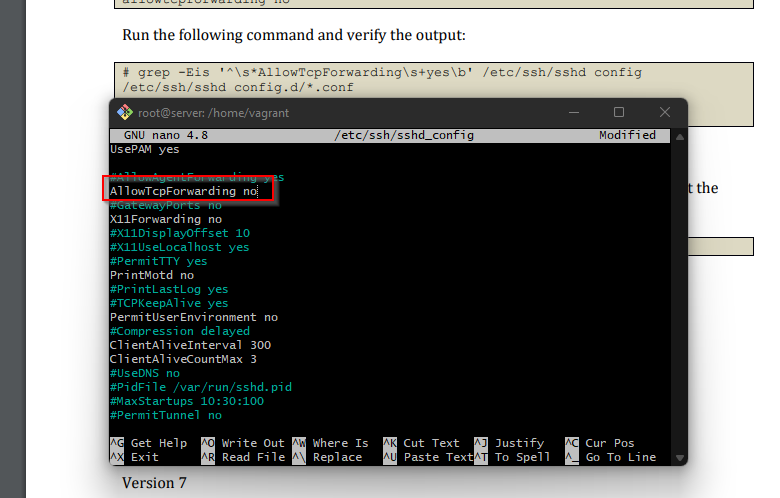 allowtcpforwarding no
Run the following command and verify the output:
# grep -Eis '^\s*AllowTcpForwarding\s+yes\b' /etc/ssh/sshd config
/etc/ssh/sshd config.d/*.conf
root@server: /home/vagrant
GNU nano 4.8 /etc/ssh/sshd_config Modified
UsePAM yes
#AllowAgentForwarding yes
AllowTcpForwarding no
t the
#GatewayPorts no
X11Forwarding no
#X11DisplayOffset 10
#X11UseLocalhost yes
#PermitTTY yes
PrintMotd no
#PrintLastLog yes
#TCPKeepAlive yes
PermitUserEnvironment no
#Compression delayed
ClientAliveInterval 300
ClientAliveCountMax 3
#UseDNS no
#PidFile /var/run/sshd.pid
#MaxStartups 10:30:100
#PermitTunnel no
^G Get Help ^O Write Out ^W Where Is ^K Cut Text ^J Justify ^C Cur Pos
^X Exit ^R Read File ^\ Replace ^U Paste Text ^T To Spell ^_ Go To Line
Version 7